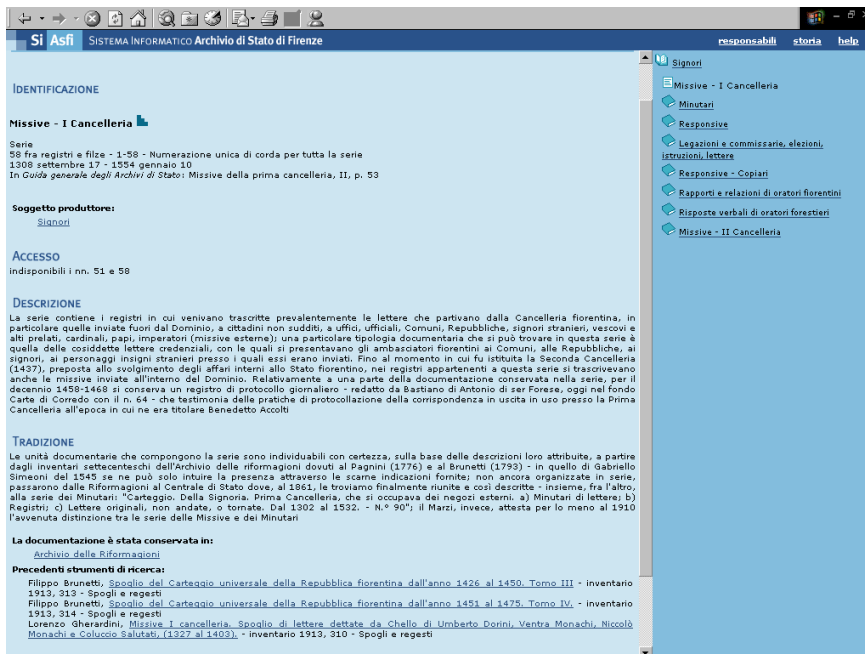 Si Asfi SISTEMA INFORMATICO Archivio di Stato di Firenze
responsabili storia help
IDENTIFICAZIONE
Missive - I Cancelleria
Serie
58 fra registri e filze - 1-58 - Numerazione unica di corda per tutta la serie
1308 settembre 17 - 1554 gennaio 10
In Guida generale degli Archivi di Stato: Missive della prima cancelleria, II, p. 53
Soggetto produttore:
Signori
ACCESSO
indisponibili i nn. 51 e 58
DESCRIZIONE
La serie contiene i registri in cui venivano trascritte prevalentemente le lettere che partivano dalla Cancelleria fiorentina, in
particolare quelle inviate fuori dal Dominio, a cittadini non sudditi, a uffici, ufficiali, Comuni, Repubbliche, signori stranieri, vescovi e
alti prelati, cardinali, papi, imperatori (missive esterne); una particolare tipologia documentaria che si può trovare in questa serie è
quella delle cosiddette lettere credenziali, con le quali si presentavano gli ambasciatori fiorentini ai Comuni, alle Repubbliche, ai
signori, ai personaggi insigni stranieri presso i quali essi erano inviati. Fino al momento in cui fu istituita la Seconda Cancelleria
(1437), preposta allo svolgimento degli affari interni allo Stato fiorentino, nei registri appartenenti a questa serie si trascrivevano
anche le missive inviate all'interno del Dominio. Relativamente a una parte della documentazione conservata nella serie, per il
decennio 1458-1468 si conserva un registro di protocollo giornaliero - redatto da Bastiano di Antonio di ser Forese, oggi nel fondo
Carte di Corredo con il n. 64 - che testimonia delle pratiche di protocollazione della corrispondenza in uscita in uso presso la Prima
Cancelleria all'epoca in cui ne era titolare Benedetto Accolti
TRADIZIONE
Le unità documentarie che compongono la serie sono individuabili con certezza, sulla base delle descrizioni loro attribuite, a partire
dagli inventari settecenteschi dell'Archivio delle riformagioni dovuti al Pagnini (1776) e al Brunetti (1793) - in quello di Gabriello
Simeoni del 1545 se ne può solo intuire la presenza attraverso le scarne indicazioni fornite; non ancora organizzate in serie,
passarono dalle Riformagioni al Centrale di Stato dove, al 1861, le troviamo finalmente riunite e così descritte - insieme, fra l'altro,
alla serie dei Minutari: "Carteggio. Della Signoria. Prima Cancelleria, che si occupava dei negozi esterni. a) Minutari di lettere; b)
Registri; c) Lettere originali, non andate, o tornate. Dal 1302 al 1532. - N.° 90"; il Marzi, invece, attesta per lo meno al 1910
l'avvenuta distinzione tra le serie delle Missive e dei Minutari
La documentazione è stata conservata in:
Archivio delle Riformagioni
Precedenti strumenti di ricerca:
Filippo Brunetti, Spoglio del Carteggio universale della Repubblica fiorentina dall'anno 1426 al 1450. Tomo III - inventario
1913, 313 - Spogli e regesti
Filippo Brunetti, Spoglio del Carteggio universale della Repubblica fiorentina dall'anno 1451 al 1475. Tomo IV. - inventario
1913, 314 - Spogli e regesti
Lorenzo Gherardini, Missive I cancelleria. Spoglio di lettere dettate da Chello di Umberto Dorini, Ventra Monachi, Niccolò
Monachi e Coluccio Salutati, (1327 al 1403). - inventario 1913, 310 - Spogli e regesti
Signori
Missive - I Cancelleria
Minutari
Responsive
Legazioni e commissarie, elezioni,
istruzioni, lettere
Responsive - Copiari
Rapporti e relazioni di oratori fiorentini
Risposte verbali di oratori forestieri
Missive - II Cancelleria